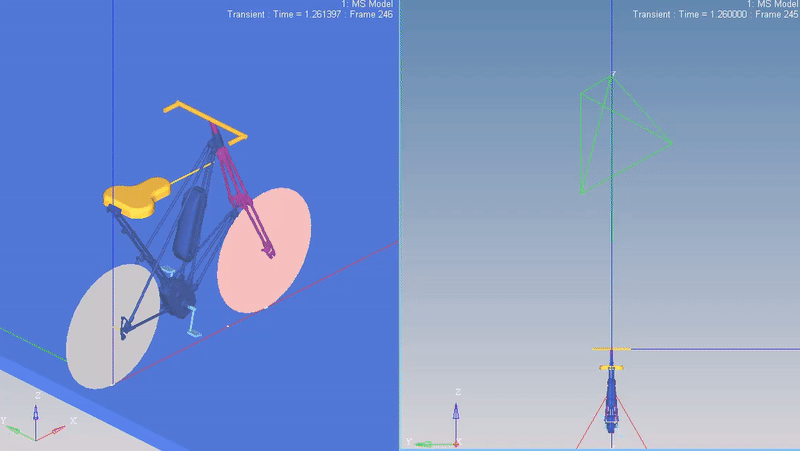 1: MS Model
Transient : Time = 1.261397 : Frame 246
1: MS Model
Transient : Time = 1.260000 : Frame 245
Z
Y
X
Z
Y
X